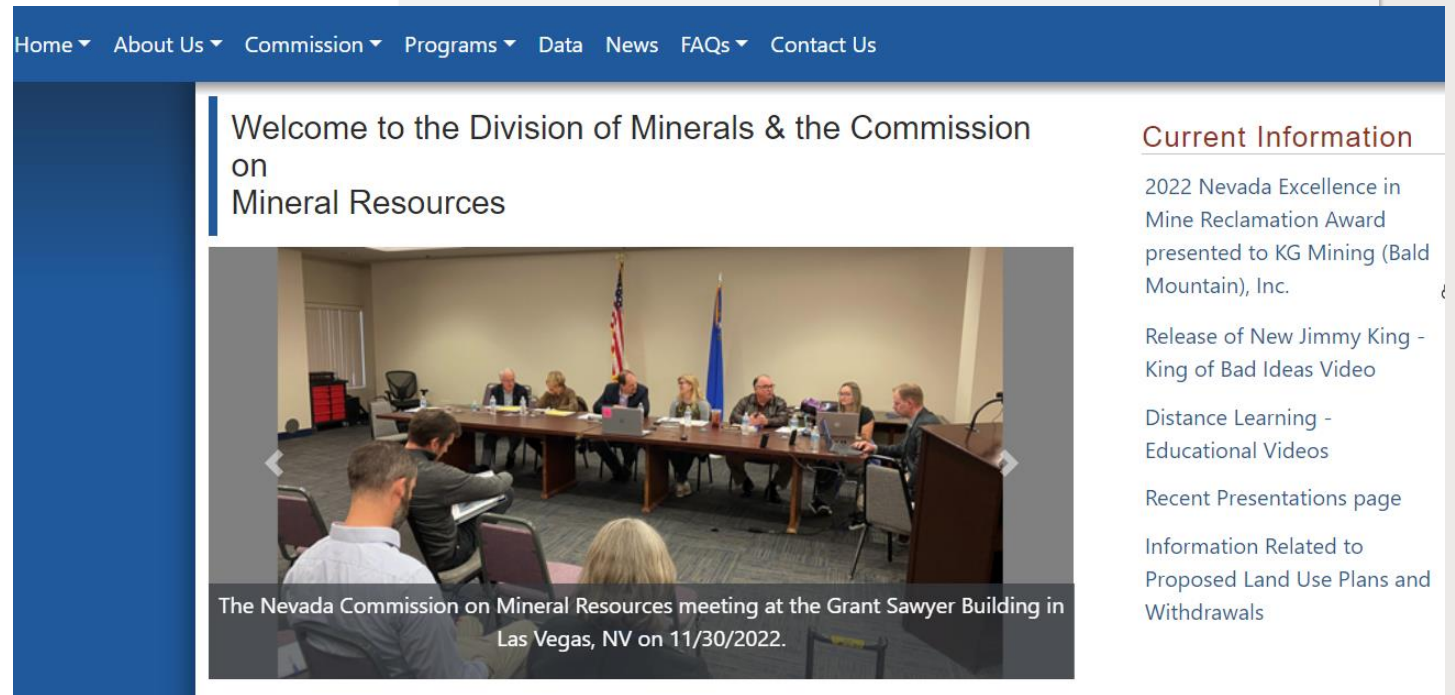 Home About Us Commission Programs Data News FAQs Contact Us
Welcome to the Division of Minerals & the Commission
on
Mineral Resources
The Nevada Commission on Mineral Resources meeting at the Grant Sawyer Building in
Las Vegas, NV on 11/30/2022.
Current Information
2022 Nevada Excellence in
Mine Reclamation Award
presented to KG Mining (Bald
Mountain), Inc.
Release of New Jimmy King -
King of Bad Ideas Video
Distance Learning -
Educational Videos
Recent Presentations page
Information Related to
Proposed Land Use Plans and
Withdrawals